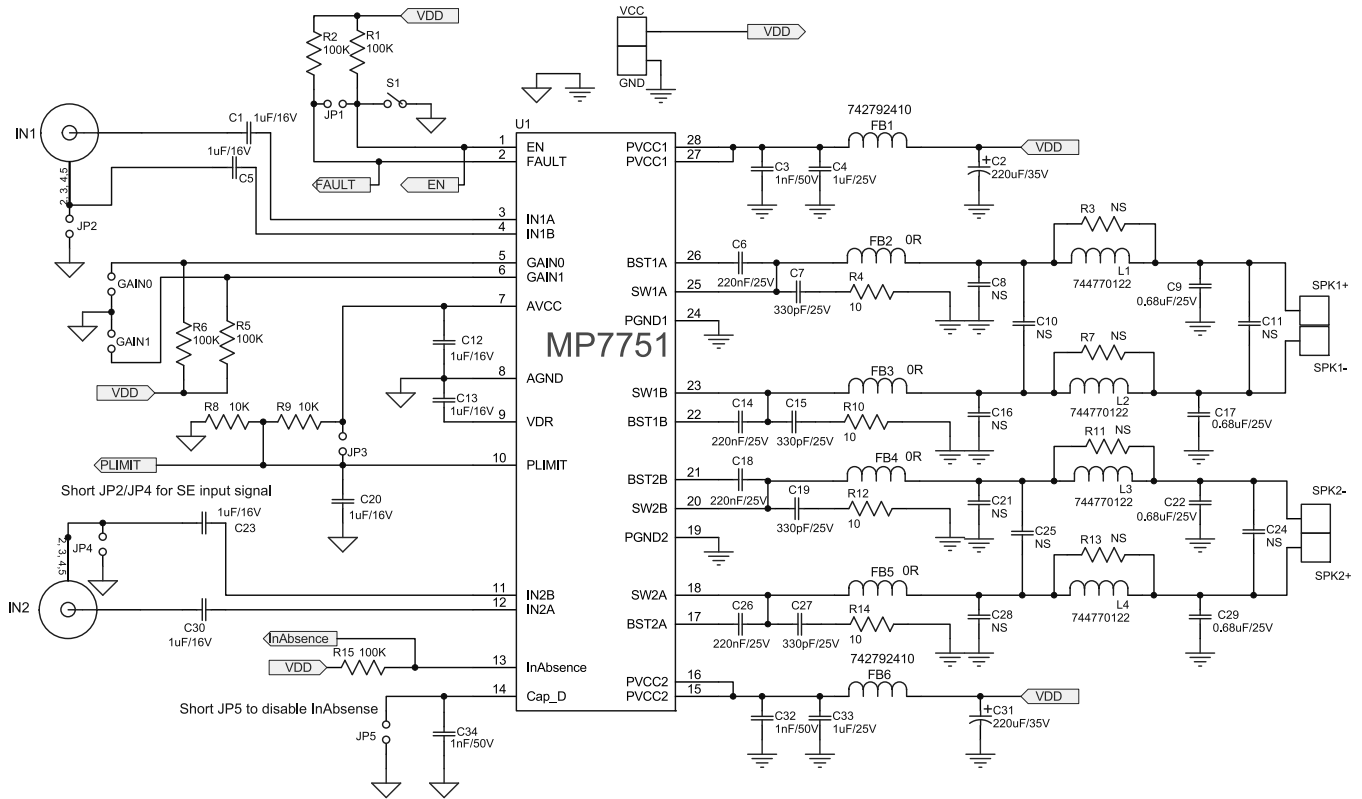 VCC
VDD
GND
VDD
R2
100K
R1
100K
JP1
S1
IN1
C1 1uF/16V
1uF/16V
C5
2, 3, 4,5
JP2
FAULT
EN
U1
MP7751
1 EN
2 FAULT
3 IN1A
4 IN1B
5 GAIN0
6 GAIN1
7 AVCC
8 AGND
9 VDR
10 PLIMIT
11 IN2B
12 IN2A
13 InAbsence
14 Cap_D
PVCC1 28
PVCC1 27
BST1A 26
SW1A 25
PGND1 24
SW1B 23
BST1B 22
BST2B 21
SW2B 20
PGND2 19
SW2A 18
BST2A 17
PVCC2 16
PVCC2 15
GAIN0
GAIN1
R6
100K
R5
100K
VDD
C12
1uF/16V
C13
1uF/16V
R8 10K
R9 10K
JP3
PLIMIT
Short JP2/JP4 for SE input signal
C20
1uF/16V
1uF/16V
C23
2, 3, 4,5
JP4
IN2
C30
1uF/16V
InAbsence
VDD
R15 100K
Short JP5 to disable InAbsense
JP5
C34
1nF/50V
742792410
FB1
VDD
C3
1nF/50V
C4
1uF/25V
+ C2
220uF/35V
C6
220nF/25V
C7
330pF/25V
FB2 0R
R4
10
C8
NS
R3 NS
L1
744770122
C9
0.68uF/25V
C10
NS
C11
NS
SPK1+
SPK1-
R7 NS
L2
744770122
FB3 0R
C14
220nF/25V
C15
330pF/25V
R10
10
C16
NS
C17
0.68uF/25V
R11 NS
L3
744770122
C18
220nF/25V
C19
330pF/25V
FB4 0R
R12
10
C21
NS
C22
0.68uF/25V
C25
NS
C24
NS
SPK2-
SPK2+
R13 NS
L4
744770122
FB5 0R
C26
220nF/25V
C27
330pF/25V
R14
10
C28
NS
C29
0.68uF/25V
742792410
FB6
VDD
C32
1nF/50V
C33
1uF/25V
+ C31
220uF/35V